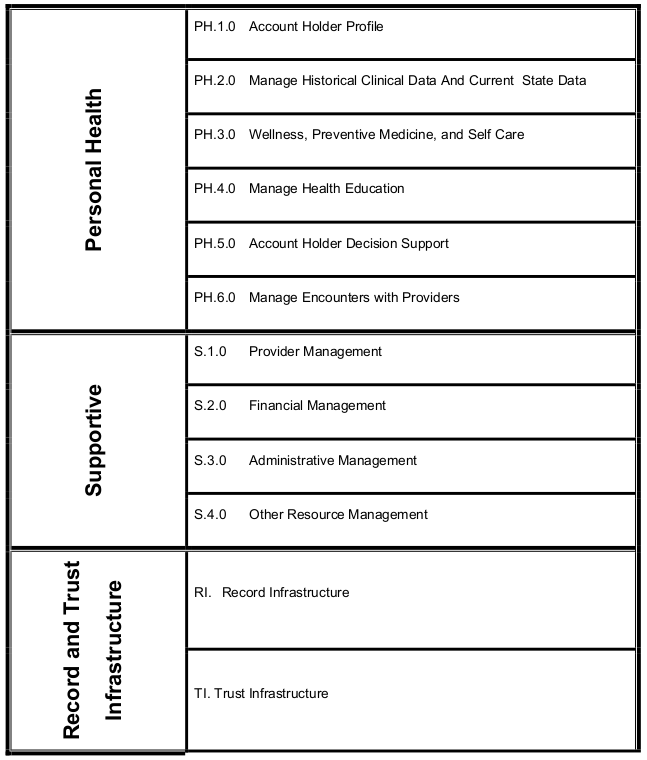 Personal Health
PH.1.0 Account Holder Profile
PH.2.0 Manage Historical Clinical Data And Current State Data
PH.3.0 Wellness, Preventive Medicine, and Self Care
PH.4.0 Manage Health Education
PH.5.0 Account Holder Decision Support
PH.6.0 Manage Encounters with Providers
Supportive
S.1.0 Provider Management
S.2.0 Financial Management
S.3.0 Administrative Management
S.4.0 Other Resource Management
Record and Trust
Infrastructure
RI. Record Infrastructure
TI. Trust Infrastructure